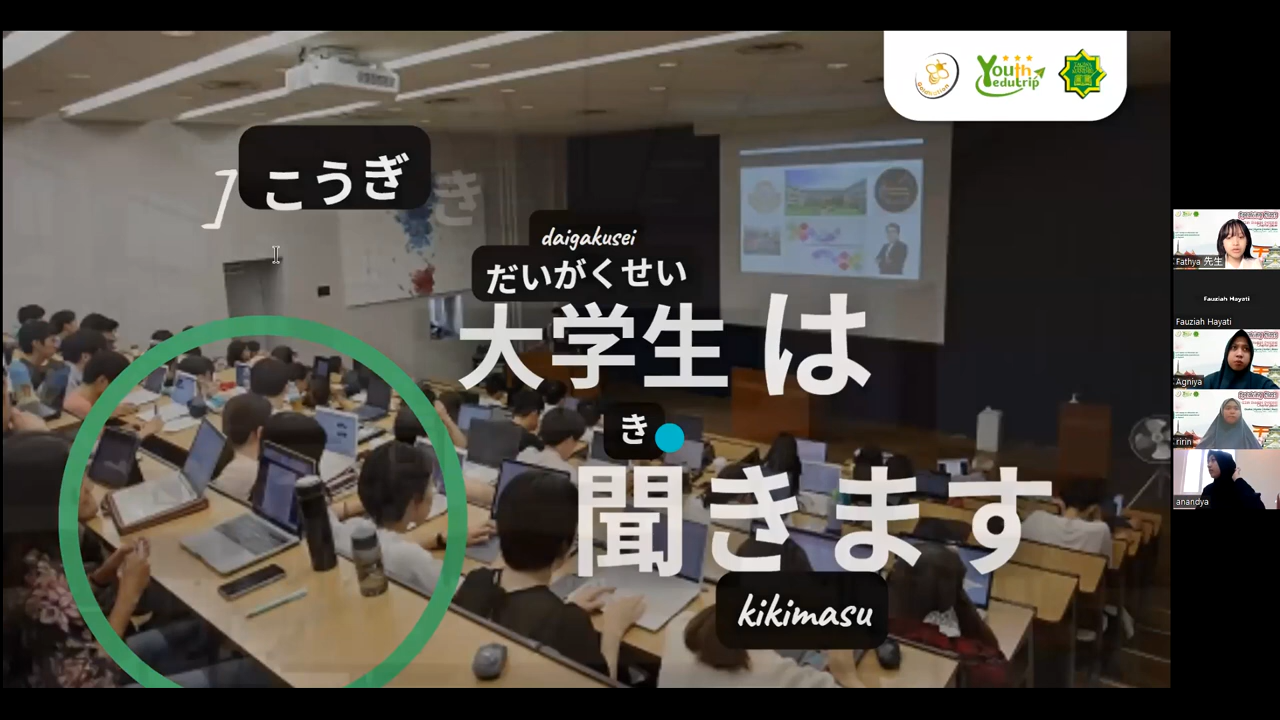 Youth
edutrip
こうぎ
き
daigakusei
だいがくせい
大学生 は
き
聞きます
kikimasu
Fathya 先生
Fauziah Hayati
Fauziah Hayati
Agniya
ririn
anandya